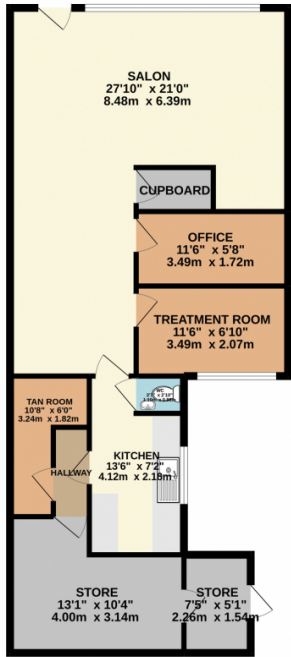 SALON
27'10" x 21'0"
8.48m x 6.39m
CUPBOARD
OFFICE
11'6" x 5'8"
3.49m x 1.72m
TREATMENT ROOM
11'6" x 6'10"
3.49m x 2.07m
WC
TAN ROOM
10'8" x 6'0"
3.24m x 1.82m
HALLWAY
KITCHEN
13'6" x 7'2"
4.12m x 2.18m
STORE
13'1" x 10'4"
4.00m x 3.14m
STORE
7'5" x 5'1"
2.26m x 1.54m